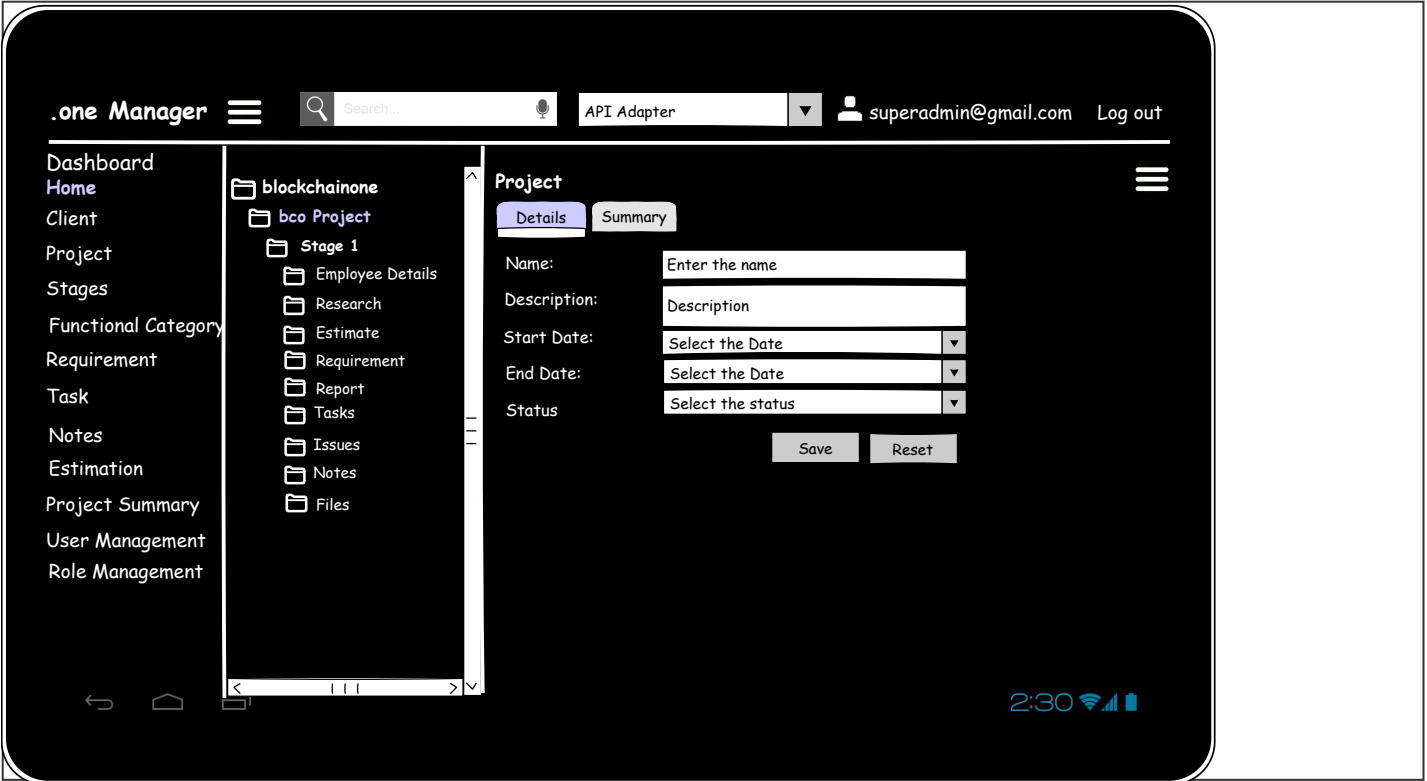 .one Manager
Search...
API Adapter
superadmin@gmail.com
Log out
Dashboard
Home
Client
Project
Stages
Functional Category
Requirement
Task
Notes
Estimation
Project Summary
User Management
Role Management
blockchainone
bco Project
Stage 1
Employee Details
Research
Estimate
Requirement
Report
Tasks
Issues
Notes
Files
Project
Details
Summary
Name:
Enter the name
Description:
Description
Start Date:
Select the Date
End Date:
Select the Date
Status
Select the status
Save
Reset
2:30